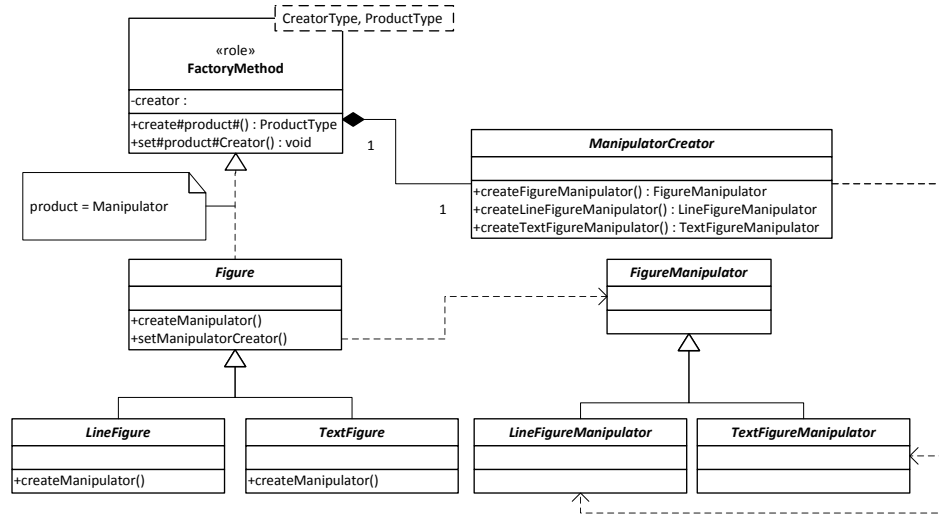 CreatorType, ProductType
«role»
FactoryMethod
-creator :
+create#product#() : ProductType
+set#product#Creator() : void
1
1
product = Manipulator
ManipulatorCreator
+createFigureManipulator() : FigureManipulator
+createLineFigureManipulator() : LineFigureManipulator
+createTextFigureManipulator() : TextFigureManipulator
Figure
+createManipulator()
+setManipulatorCreator()
FigureManipulator
LineFigure
+createManipulator()
TextFigure
+createManipulator()
LineFigureManipulator
TextFigureManipulator